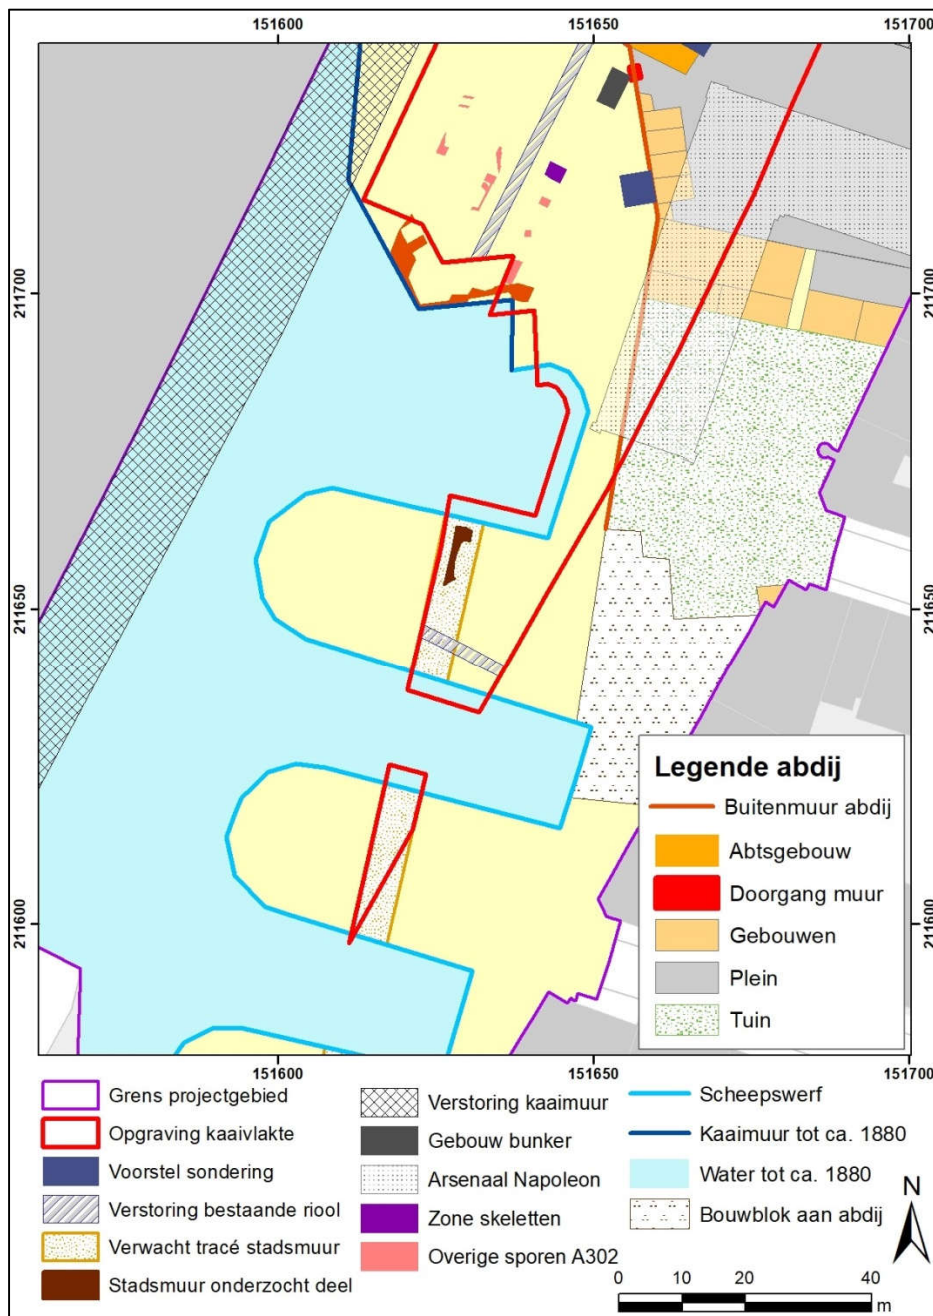 151600
151650
151700
211700
211650
211600
211700
211650
211600
Legende abdij
Buitenmuur abdij
Abtsgebouw
Doorgang muur
Gebouwen
Plein
Tuin
151600
151650
151700
Grens projectgebied
Opgraving kaaivlakte
Voorstel sondering
Verstoring bestaande riool
Verwacht tracé stadsmuur
Stadsmuur onderzocht deel
Verstoring kaaimuur
Gebouw bunker
Arsenaal Napoleon
Zone skeletten
Overige sporen A302
Scheepswerf
Kaaimuur tot ca. 1880
Water tot ca. 1880
Bouwblok aan abdij
N
0 10 20 40
m